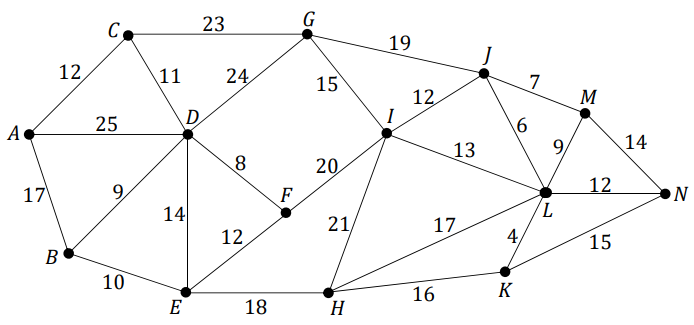 C 23 G
19
12 11 24 15 J
7
12 M
A 25 D I 6
9 14
8 20 13
17 9 F 12 N
14 12 21 17 L
B 4 15
10
E 18 H 16 K